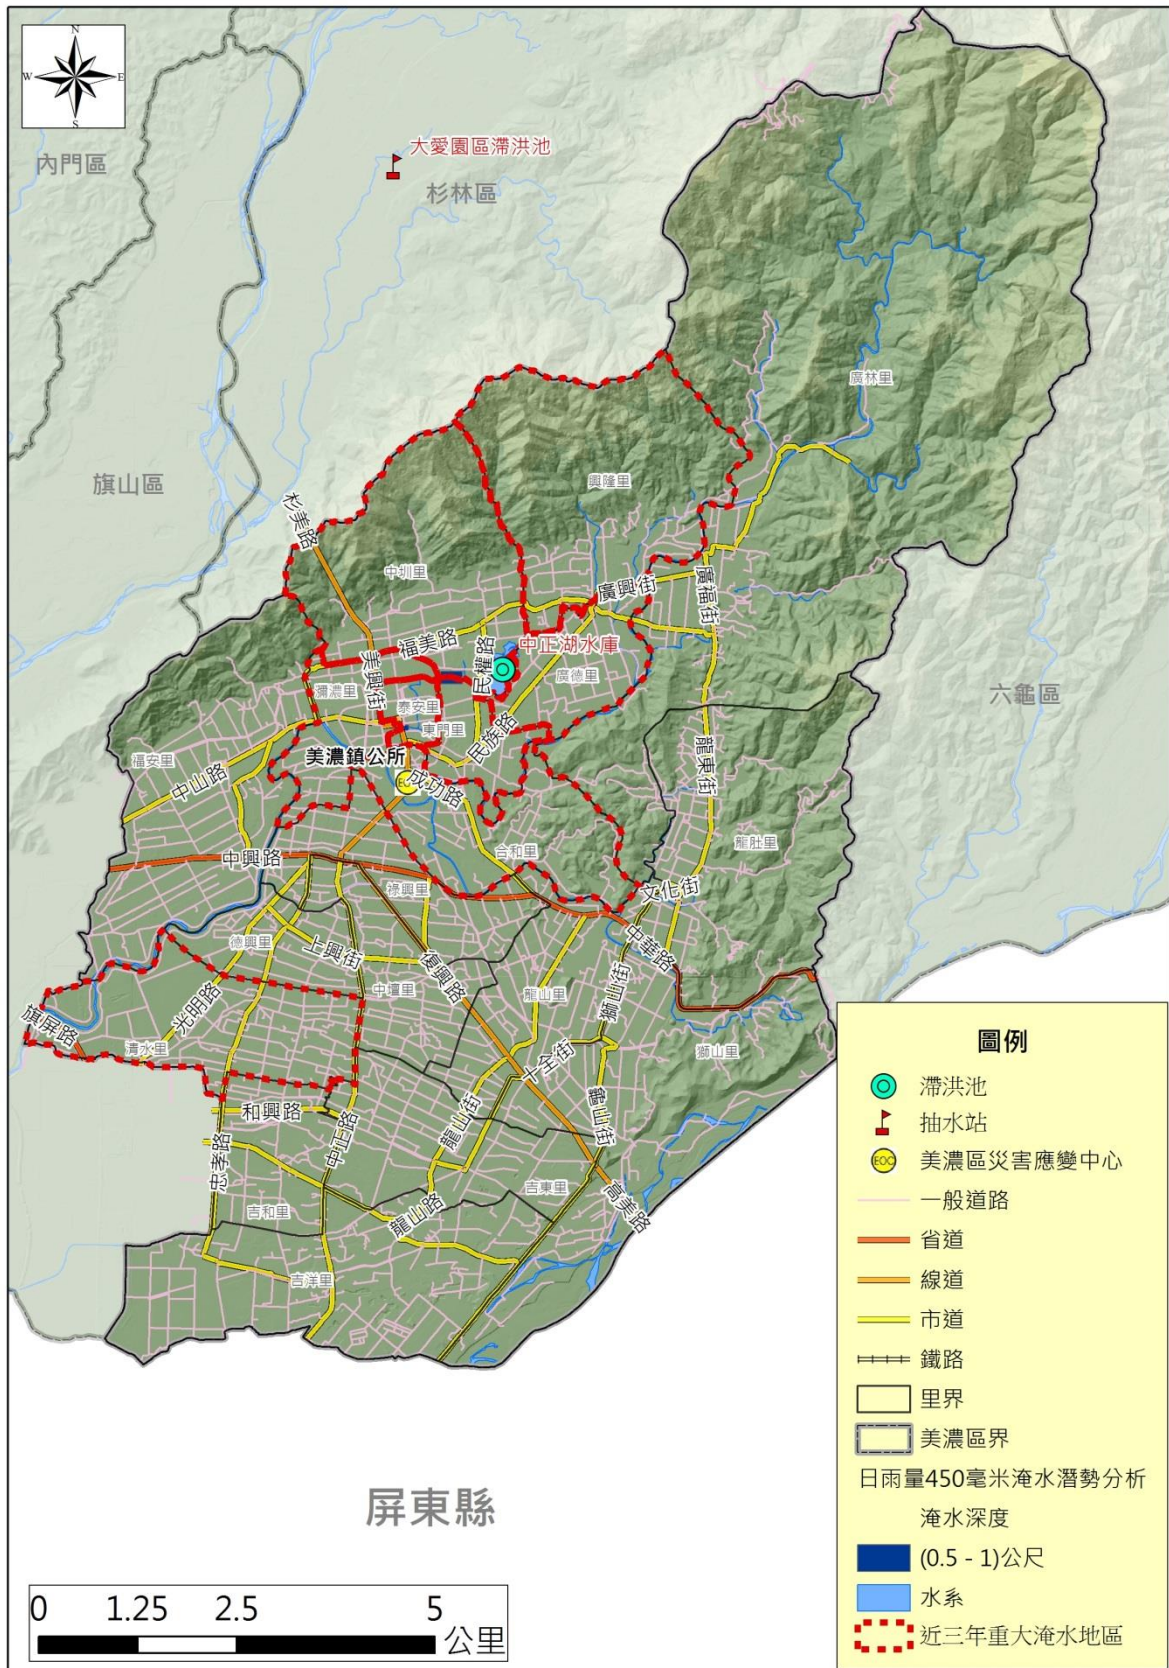 N
W
E
S
大愛園區滯洪池
內門區
杉林區
廣林里
旗山區
興隆里
杉美路
中圳里
廣興街
廣福街
福美路
民權路
中正湖水庫
美興街
廣德里
六龜區
彌濃里
泰安里
東門里
民族路
龍東街
福安里
美濃鎮公所
EOC
成功路
中山路
龍肚里
合和里
中興路
祿興里
文化街
德興里
上興街
復興路
中華路
中壇里
龍山里
獅山街
旗屏路
光明路
清水里
十全街
獅山里
和興路
中正路
龍山街
龜山街
忠孝路
吉東里
高美路
吉和里
龍山路
吉洋里
屏東縣
0 1.25 2.5 5
公里
圖例
滯洪池
抽水站
EOC 美濃區災害應變中心
一般道路
省道
線道
市道
鐵路
里界
美濃區界
日雨量450毫米淹水潛勢分析
淹水深度
(0.5 - 1)公尺
水系
近三年重大淹水地區